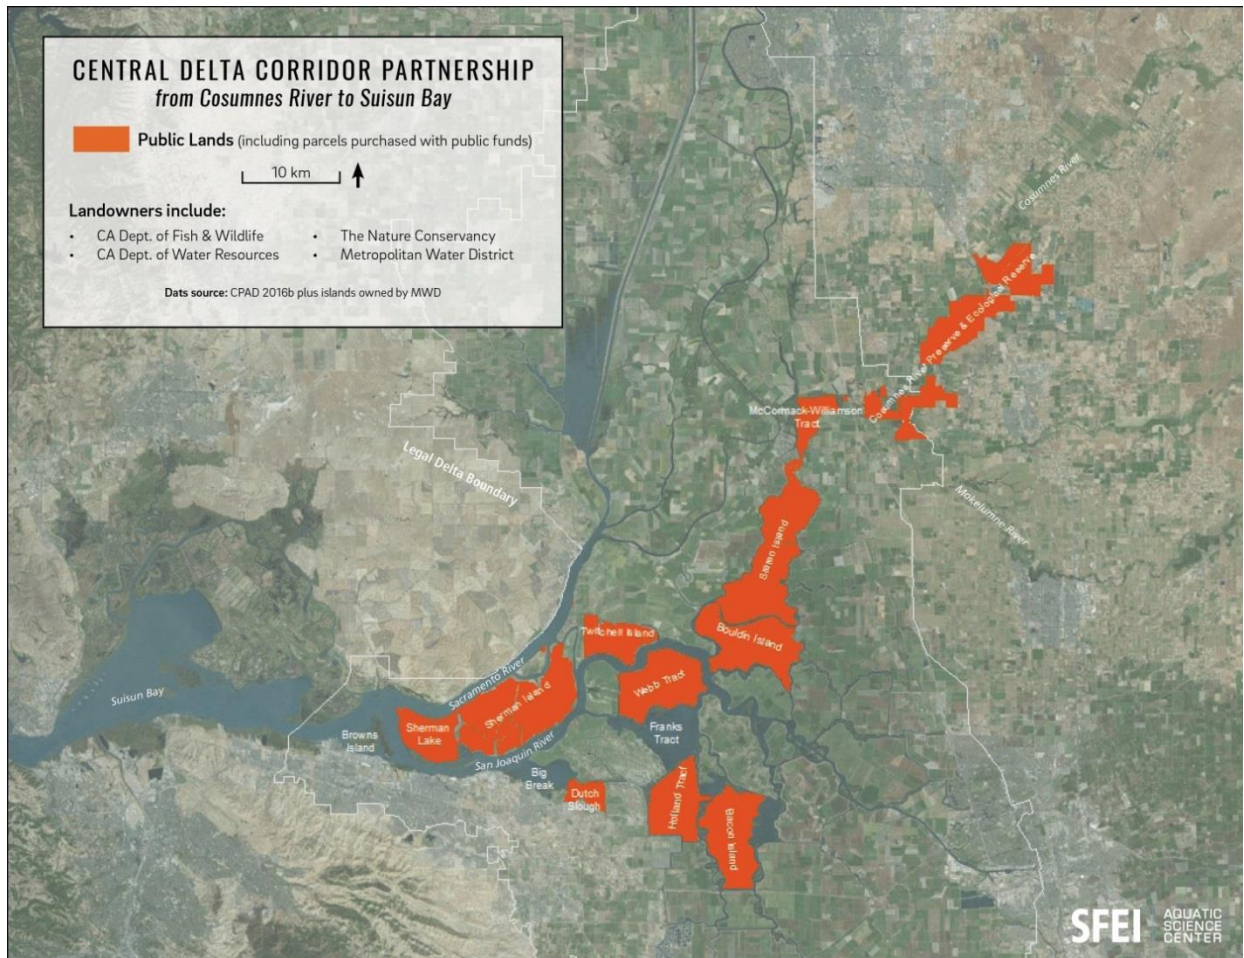 CENTRAL DELTA CORRIDOR PARTNERSHIP
from Cosumnes River to Suisun Bay
Public Lands (including parcels purchased with public funds)
10 km
Landowners include:
• CA Dept. of Fish & Wildlife
• CA Dept. of Water Resources
• The Nature Conservancy
• Metropolitan Water District
Dats source: CPAD 2016b plus islands owned by MWD
Cosumnes River
Cosumnes River Preserve & Ecological Reserve
McCormack-Williamson
Tract
Legal Delta Boundary
Mokelumne River
Staten Island
Bouldin Island
Twitchell Island
Webb Tract
Sacramento River
Sherman Island
Suisun Bay
Sherman
Lake
Browns
Island
San Joaquin River
Franks
Tract
Big
Break
Dutch
Slough
Holland Tract
Bacon Island
SFEI
AQUATIC
SCIENCE
CENTER